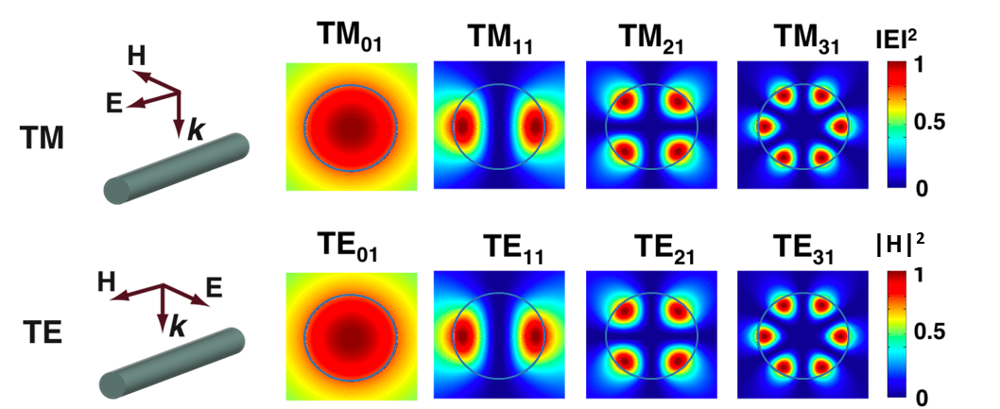 TM₀₁ TM₁₁ TM₂₁ TM₃₁ |E|²
H
E
k
TM
1
0.5
0
TE₀₁ TE₁₁ TE₂₁ TE₃₁ |H|²
H E
k
TE
1
0.5
0